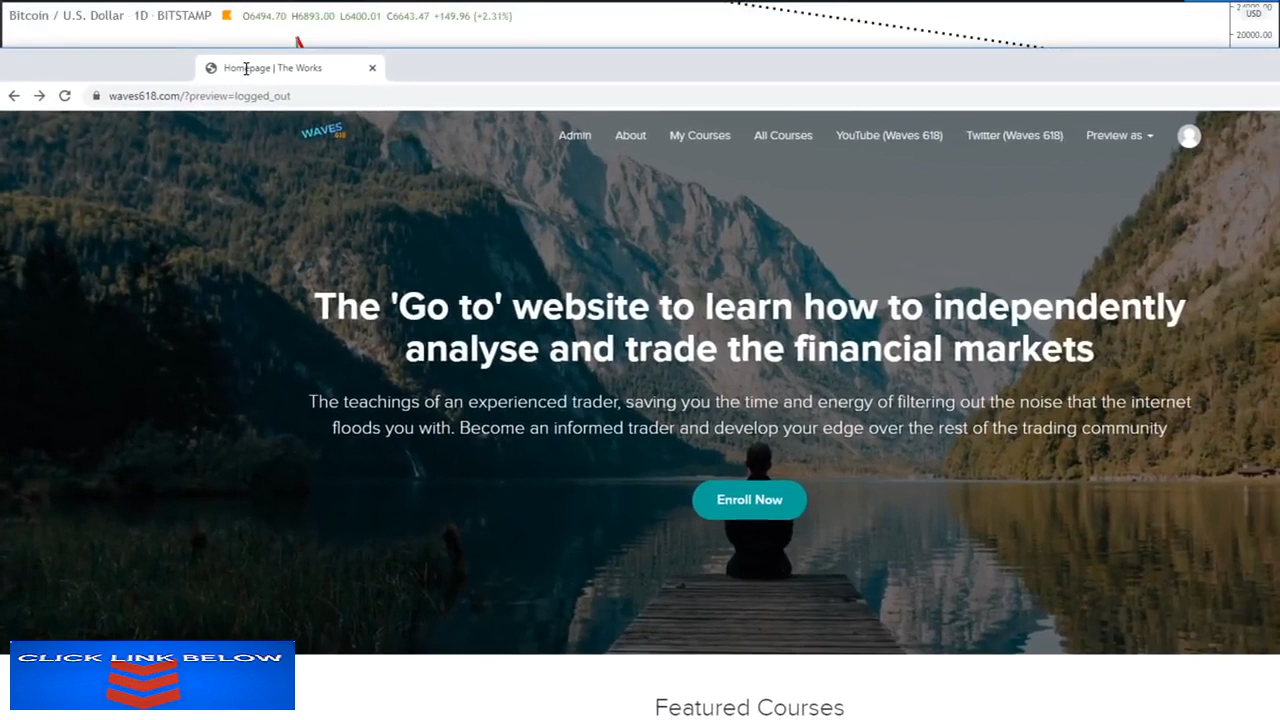 Bitcoin / U.S. Dollar 1D BITSTAMP O6494.70 H6893.00 L6400.01 C6643.47 +149.96 (+2.31%)
USD
20000.00
Homepage | The Works
waves618.com/?preview=logged_out
WAVES 618
Admin About My Courses All Courses YouTube (Waves 618) Twitter (Waves 618) Preview as
The 'Go to' website to learn how to independently
analyse and trade the financial markets
The teachings of an experienced trader, saving you the time and energy of filtering out the noise that the internet
floods you with. Become an informed trader and develop your edge over the rest of the trading community
Enroll Now
CLICK LINK BELOW
Featured Courses